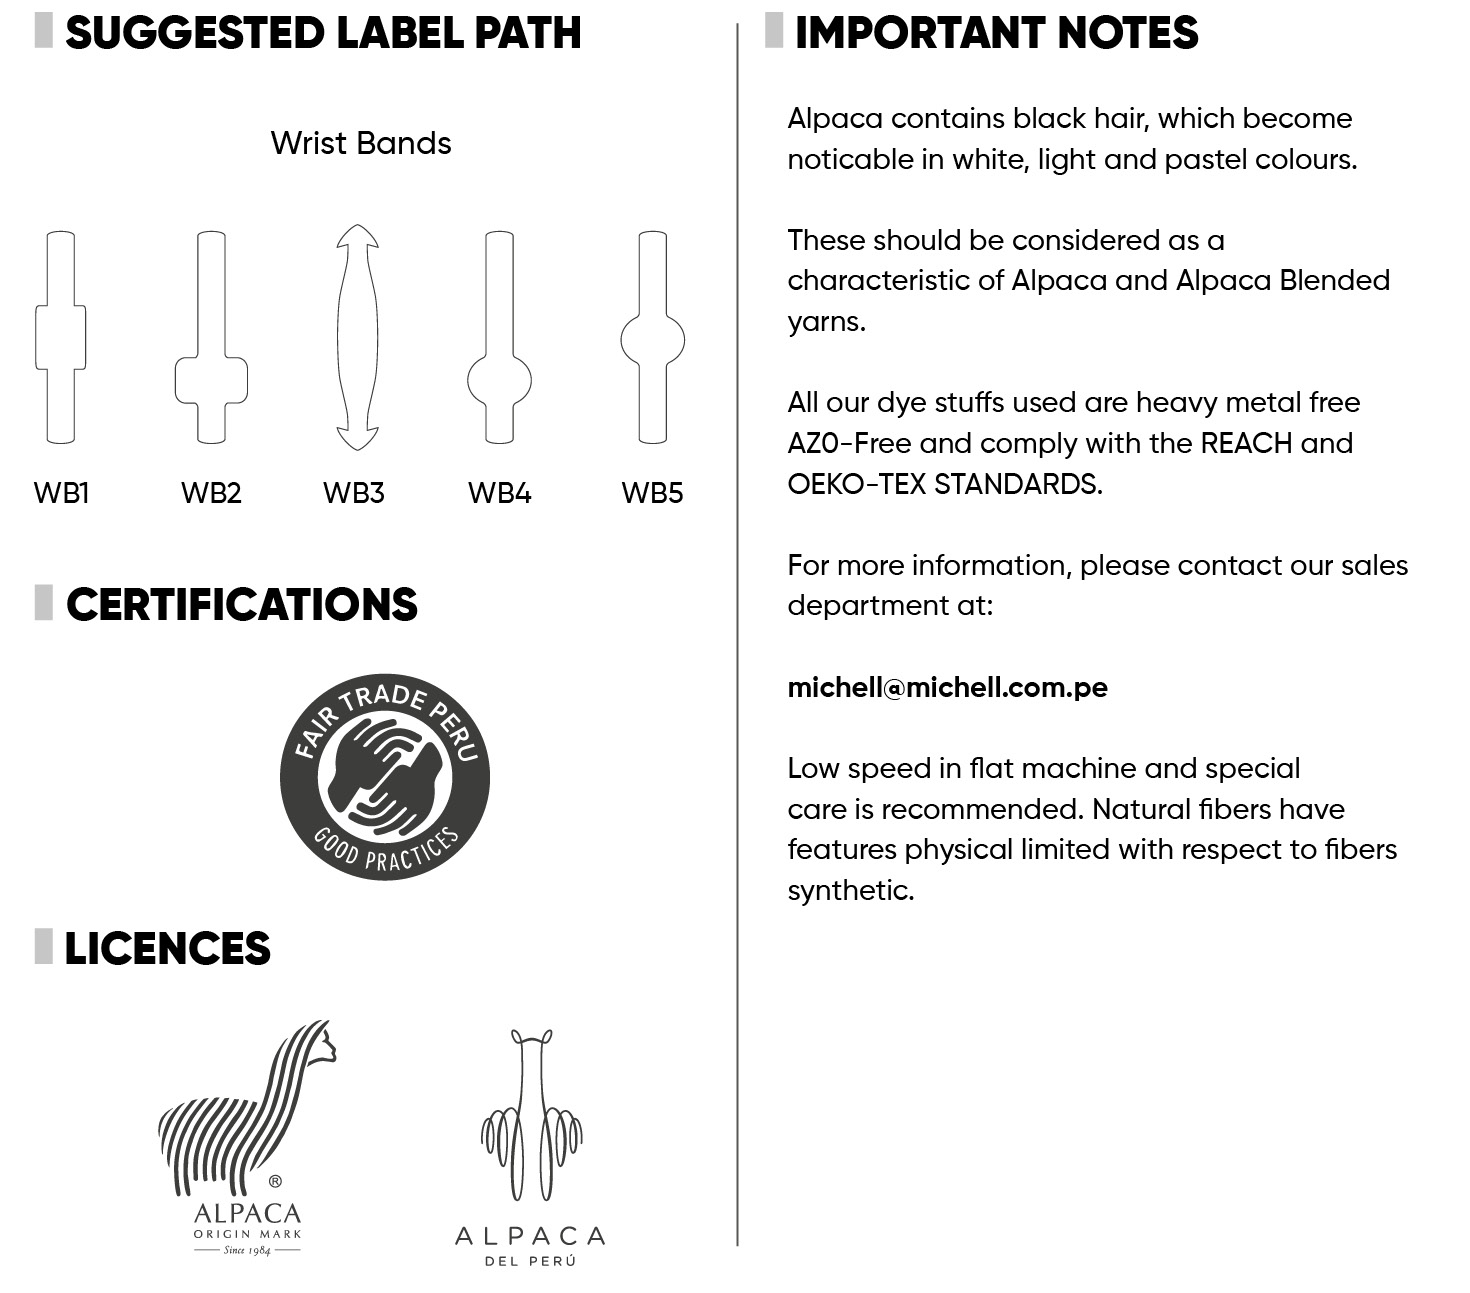 SUGGESTED LABEL PATH
Wrist Bands
WB1 WB2 WB3 WB4 WB5
CERTIFICATIONS
FAIR TRADE PERU
GOOD PRACTICES
LICENCES
®
ALPACA
ORIGIN MARK
Since 1984
ALPACA
DEL PERÚ
IMPORTANT NOTES
Alpaca contains black hair, which become
noticable in white, light and pastel colours.
These should be considered as a
characteristic of Alpaca and Alpaca Blended
yarns.
All our dye stuffs used are heavy metal free
AZ0-Free and comply with the REACH and
OEKO-TEX STANDARDS.
For more information, please contact our sales
department at:
michell@michell.com.pe
Low speed in flat machine and special
care is recommended. Natural fibers have
features physical limited with respect to fibers
synthetic.